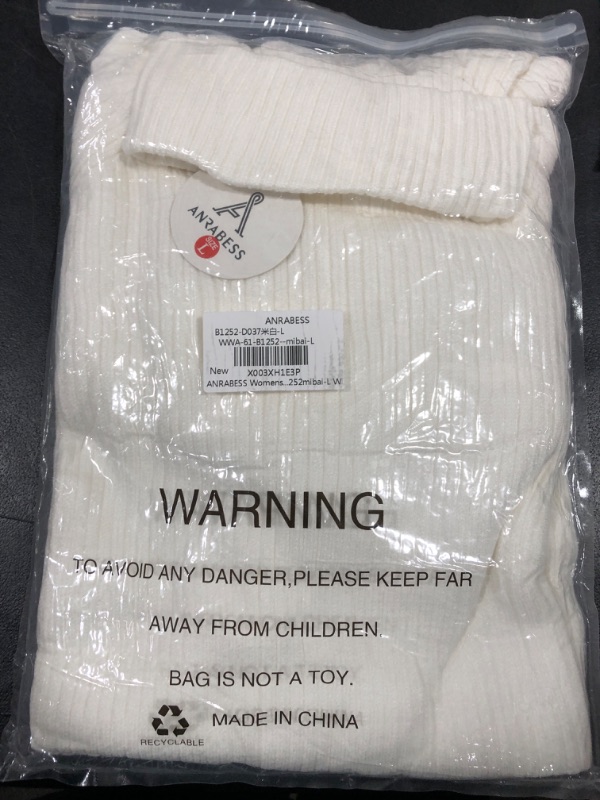 ANRABESS
SIZE
L
ANRABESS
B1252-D037米白-L
WWA-61-B1252--mibai-L
New X003XH1E3P
ANRABESS Womens...252mibai-L W
WARNING
TO AVOID ANY DANGER,PLEASE KEEP FAR
AWAY FROM CHILDREN.
BAG IS NOT A TOY.
MADE IN CHINA
RECYCLABLE